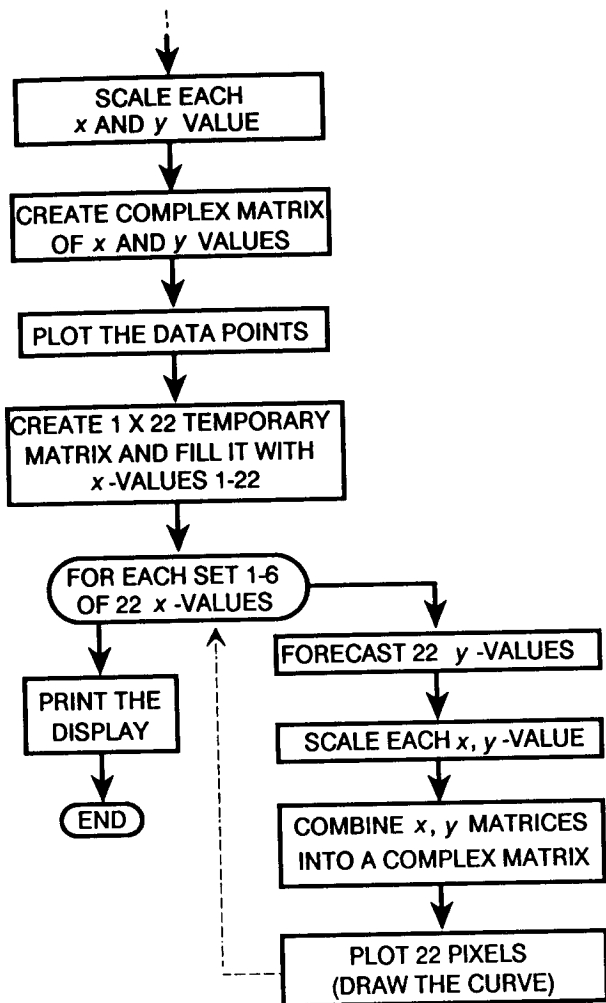 SCALE EACH
x AND y VALUE
CREATE COMPLEX MATRIX
OF x AND y VALUES
PLOT THE DATA POINTS
CREATE 1 X 22 TEMPORARY
MATRIX AND FILL IT WITH
x-VALUES 1-22
FOR EACH SET 1-6
OF 22 x-VALUES
PRINT THE
DISPLAY
END
FORECAST 22 y-VALUES
SCALE EACH x, y-VALUE
COMBINE x, y MATRICES
INTO A COMPLEX MATRIX
PLOT 22 PIXELS
(DRAW THE CURVE)